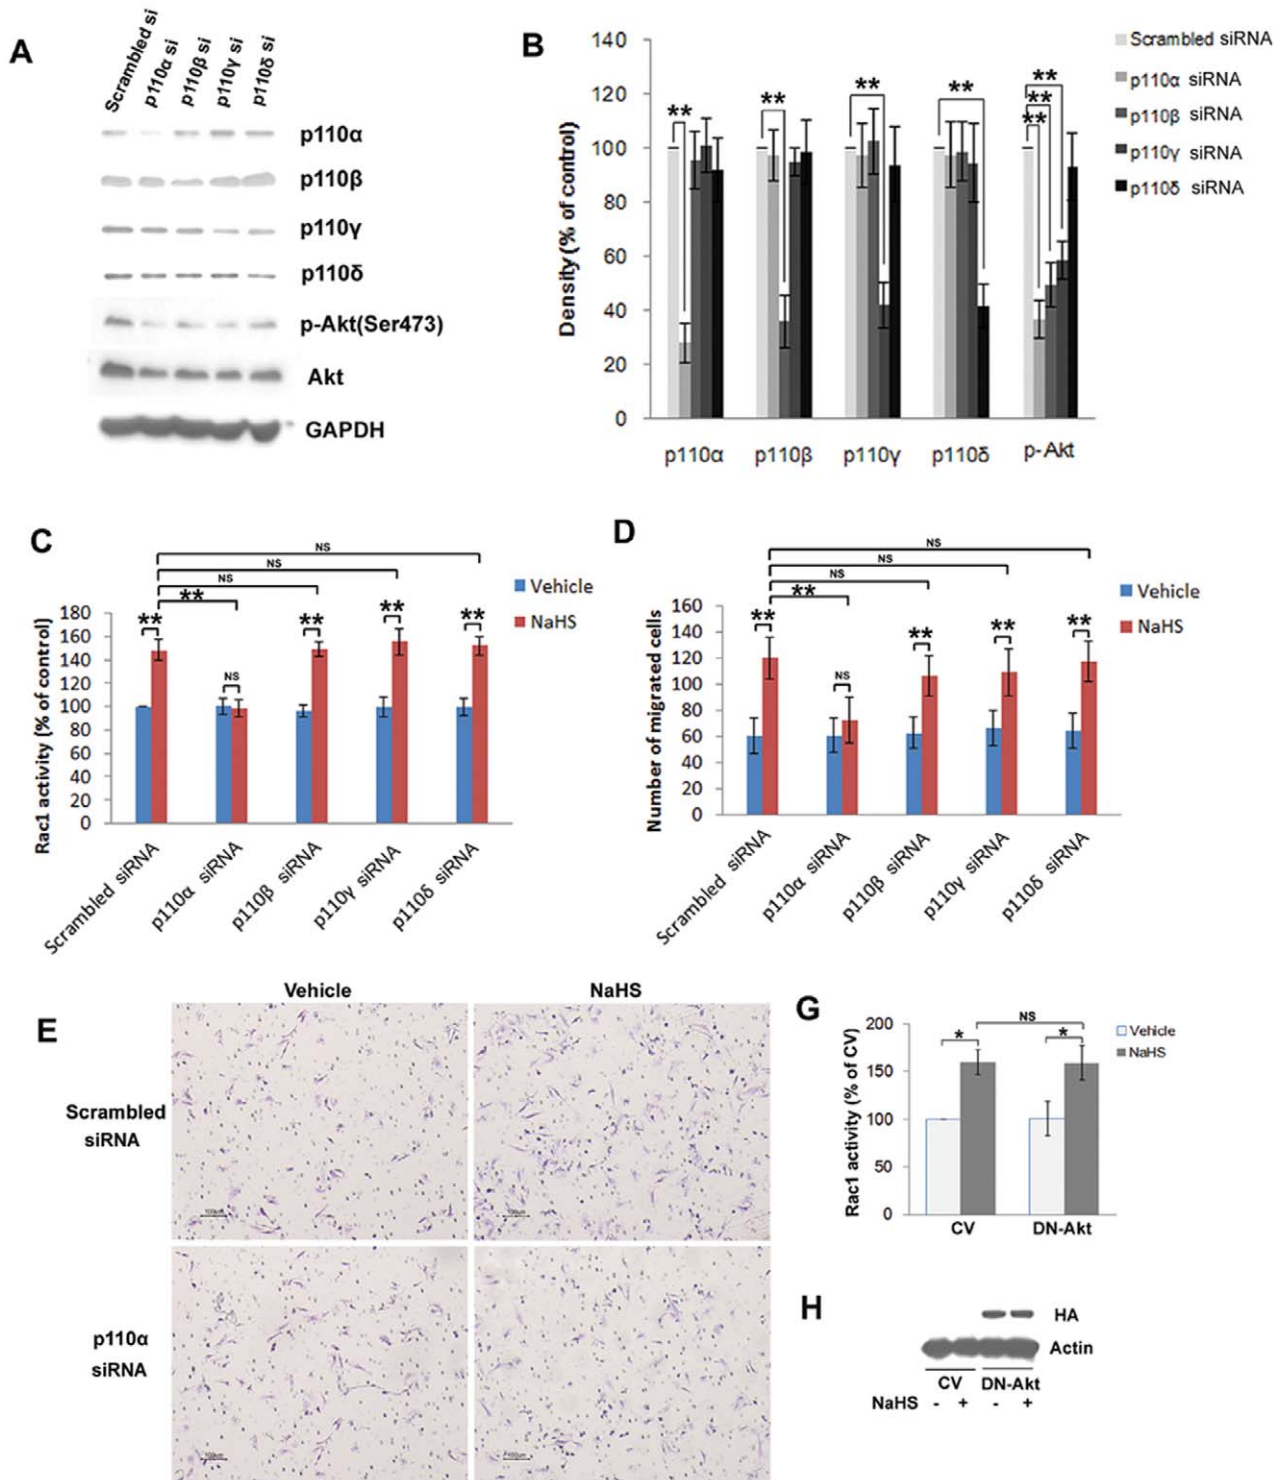 A
Scrambled si
p110α si
p110β si
p110γ si
p110δ si
p110α
p110β
p110γ
p110δ
p-Akt(Ser473)
Akt
GAPDH
B
Density (% of control)
140
120
100
80
60
40
20
0
** ** ** ** ** ** **
p110α p110β p110γ p110δ p-Akt
Scrambled siRNA
p110α siRNA
p110β siRNA
p110γ siRNA
p110δ siRNA
C
Rac1 activity (% of control)
180
160
140
120
100
80
60
40
20
0
NS
NS
NS
**
** NS ** ** **
Vehicle
NaHS
Scrambled siRNA
p110α siRNA
p110β siRNA
p110γ siRNA
p110δ siRNA
D
Number of migrated cells
160
140
120
100
80
60
40
20
0
NS
NS
NS
**
** NS ** ** **
Vehicle
NaHS
Scrambled siRNA
p110α siRNA
p110β siRNA
p110γ siRNA
p110δ siRNA
E
Vehicle NaHS
Scrambled
siRNA
100um 100um
p110α
siRNA
100um 100um
G
Rac1 activity (% of CV)
200
150
100
50
0
NS
* *
Vehicle
NaHS
CV DN-Akt
H
HA
Actin
CV DN-Akt
NaHS - + - +